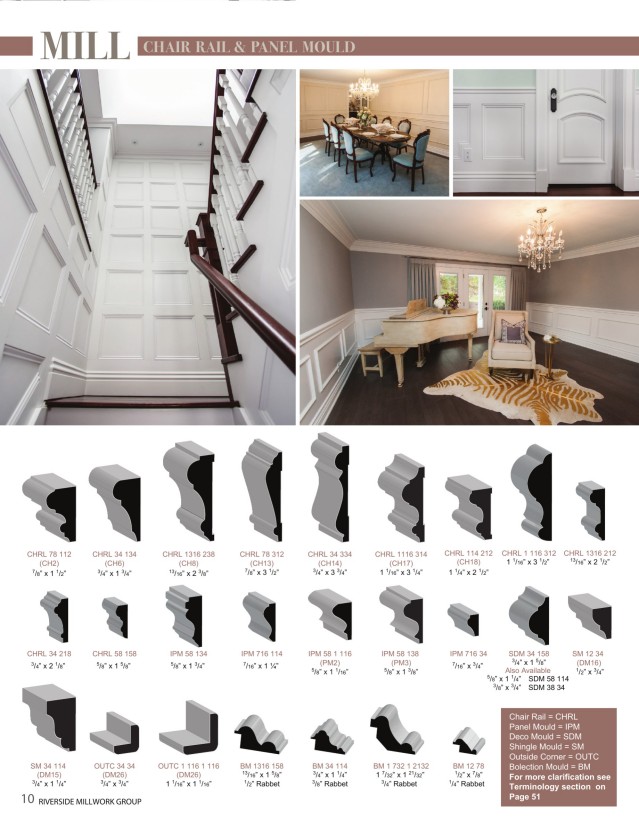 MILL
CHAIR RAIL & PANEL MOULD
CHRL 78 112
(CH2)
7/8" x 1 1/2"
CHRL 34 134
(CH6)
3/4" x 1 3/4"
CHRL 1316 238
(CH8)
13/16" x 2 3/8"
CHRL 78 312
(CH13)
7/8" x 3 1/2"
CHRL 34 334
(CH14)
3/4" x 3 3/4"
CHRL 1116 314
(CH17)
1 1/16" x 3 1/4"
CHRL 114 212
(CH18)
1 1/4" x 2 1/2"
CHRL 1 116 312
1 1/16" x 3 1/2"
CHRL 1316 212
13/16" x 2 1/2"
CHRL 34 218
3/4" x 2 1/8"
CHRL 58 158
5/8" x 1 5/8"
IPM 58 134
5/8" x 1 3/4"
IPM 716 114
7/16" x 1 1/4"
IPM 58 1 116
(PM2)
5/8" x 1 1/16"
IPM 58 138
(PM3)
5/8" x 1 3/8"
IPM 716 34
7/16" x 3/4"
SDM 34 158
3/4" x 1 5/8"
Also Available
5/8" x 1 1/4" SDM 58 114
3/8" x 3/4" SDM 38 34
SM 12 34
(DM16)
1/2" x 3/4"
SM 34 114
(DM15)
3/4" x 1 1/4"
OUTC 34 34
(DM26)
3/4" x 3/4"
OUTC 1 116 1 116
(DM26)
1 1/16" x 1 1/16"
BM 1316 158
13/16" x 1 5/8"
1/2" Rabbet
BM 34 114
3/4" x 1 1/4"
3/8" Rabbet
BM 1 732 1 2132
1 7/32" x 1 21/32"
3/4" Rabbet
BM 12 78
1/2" x 7/8"
1/4" Rabbet
Chair Rail = CHRL
Panel Mould = IPM
Deco Mould = SDM
Shingle Mould = SM
Outside Corner = OUTC
Bolection Mould = BM
For more clarification see
Terminology section on
Page 51
10 RIVERSIDE MILLWORK GROUP